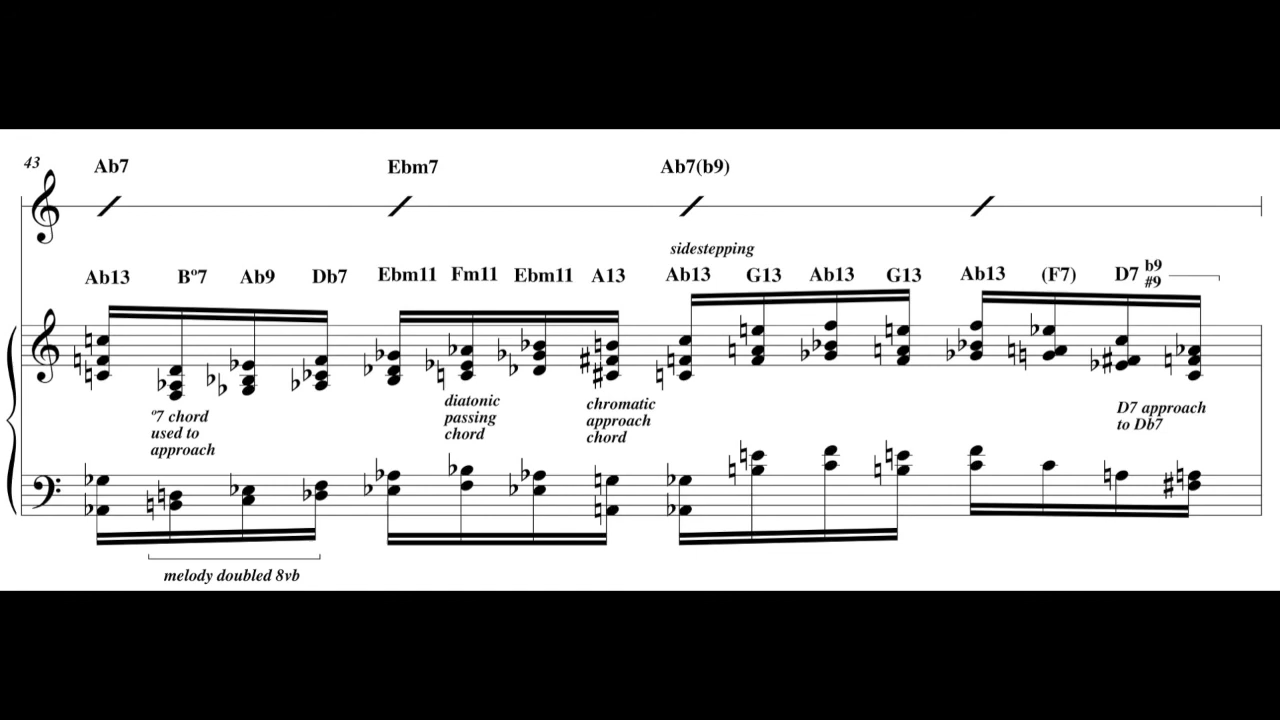 43
Ab7 Ebm7 Ab7(b9)
sidestepping
Ab13 Bº7 Ab9 Db7 Ebm11 Fm11 Ebm11 A13 Ab13 G13 Ab13 G13 Ab13 (F7) D7 b9
#9
º7 chord
used to
approach
diatonic
passing
chord
chromatic
approach
chord
D7 approach
to Db7
melody doubled 8vb